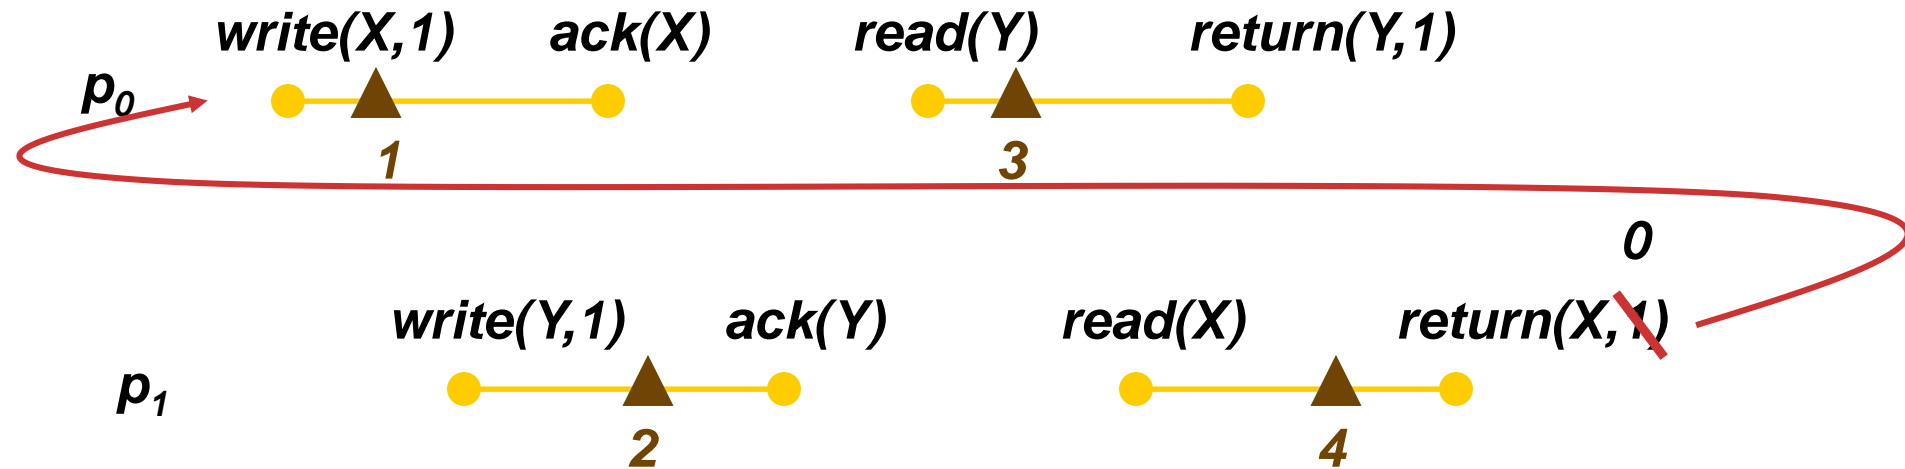 write(X,1) ack(X) read(Y) return(Y,1)
p0
1 3
0
write(Y,1) ack(Y) read(X) return(X,1)
p1
2 4